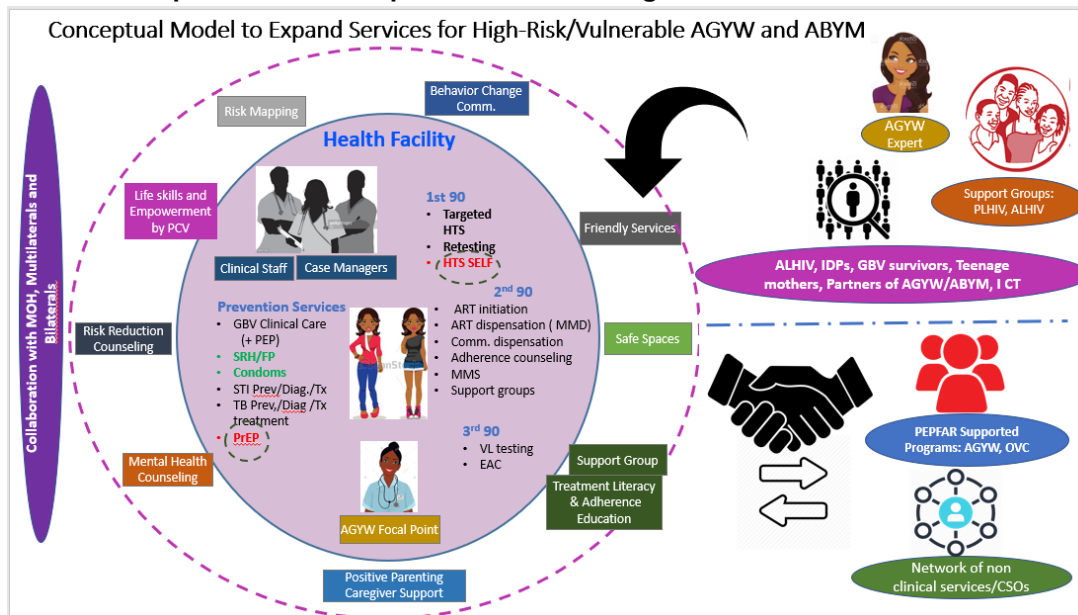 Conceptual Model to Expand Services for High-Risk/Vulnerable AGYW and ABYM
Collaboration with MOH, Multilaterals and
Bilaterals
Risk Mapping
Behavior Change
Comm.
Life skills and
Empowerment
by PCV
Risk Reduction
Counseling
Mental Health
Counseling
Health Facility
Clinical Staff
Case Managers
1st 90
• Targeted
HTS
• Retesting
• HTS SELF
Prevention Services
• GBV Clinical Care
(+ PEP)
• SRH/FP
• Condoms
• STI Prev/Diag./Tx
• TB Prev,/Diag /Tx
treatment
• PrEP
2nd 90
• ART initiation
• ART dispensation ( MMD)
• Comm. dispensation
• Adherence counseling
• MMS
• Support groups
3rd 90
• VL testing
• EAC
AGYW Focal Point
Positive Parenting
Caregiver Support
Friendly Services
Safe Spaces
Support Group
Treatment Literacy
& Adherence
Education
AGYW
Expert
Support Groups:
PLHIV, ALHIV
ALHIV, IDPs, GBV survivors, Teenage
mothers, Partners of AGYW/ABYM, I CT
PEPFAR Supported
Programs: AGYW, OVC
Network of non
clinical services/CSOs